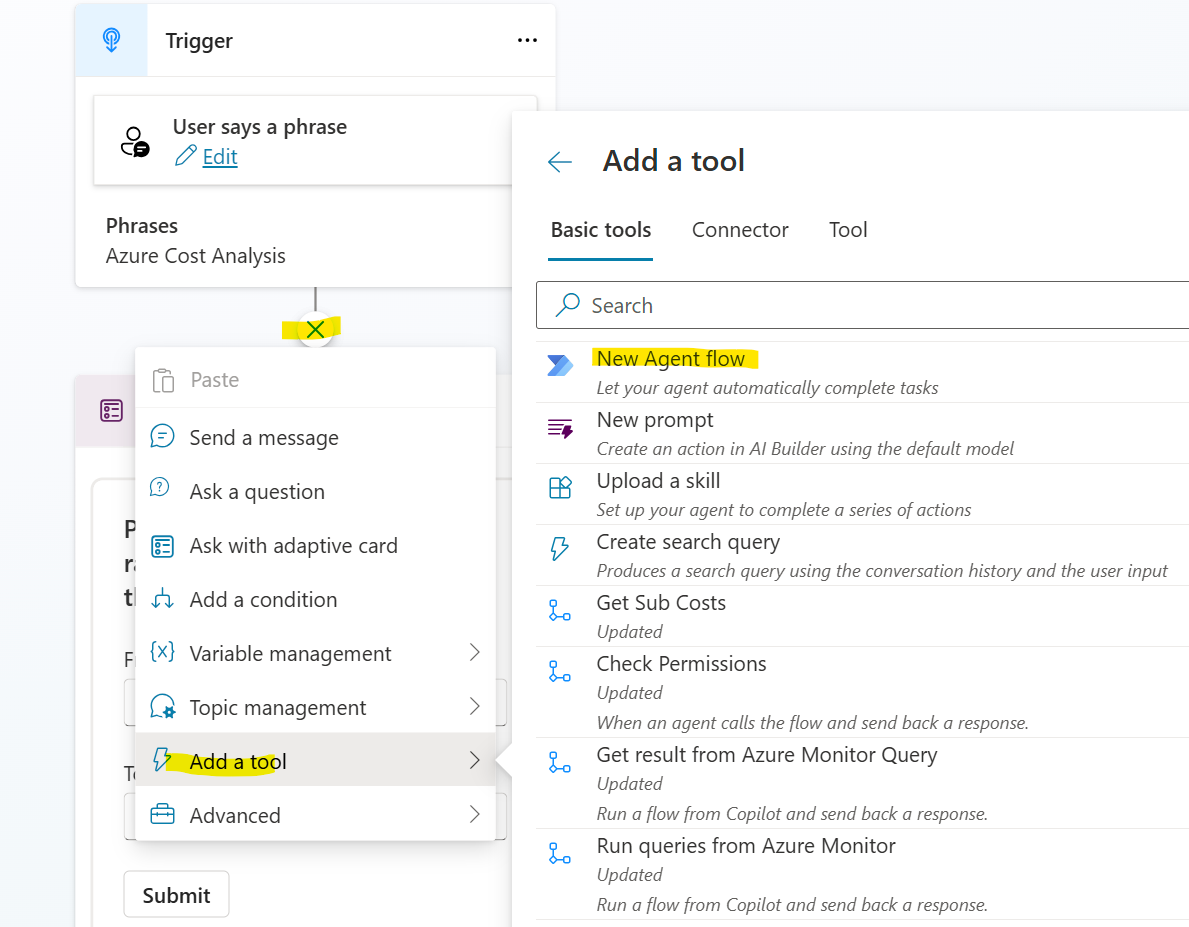 Trigger
User says a phrase
Edit
Phrases
Azure Cost Analysis
Paste
Send a message
Ask a question
Ask with adaptive card
Add a condition
Variable management
Topic management
Add a tool
Advanced
Submit
Add a tool
Basic tools Connector Tool
Search
New Agent flow
Let your agent automatically complete tasks
New prompt
Create an action in AI Builder using the default model
Upload a skill
Set up your agent to complete a series of actions
Create search query
Produces a search query using the conversation history and the user input
Get Sub Costs
Updated
Check Permissions
Updated
When an agent calls the flow and send back a response.
Get result from Azure Monitor Query
Updated
Run a flow from Copilot and send back a response.
Run queries from Azure Monitor
Updated
Run a flow from Copilot and send back a response.